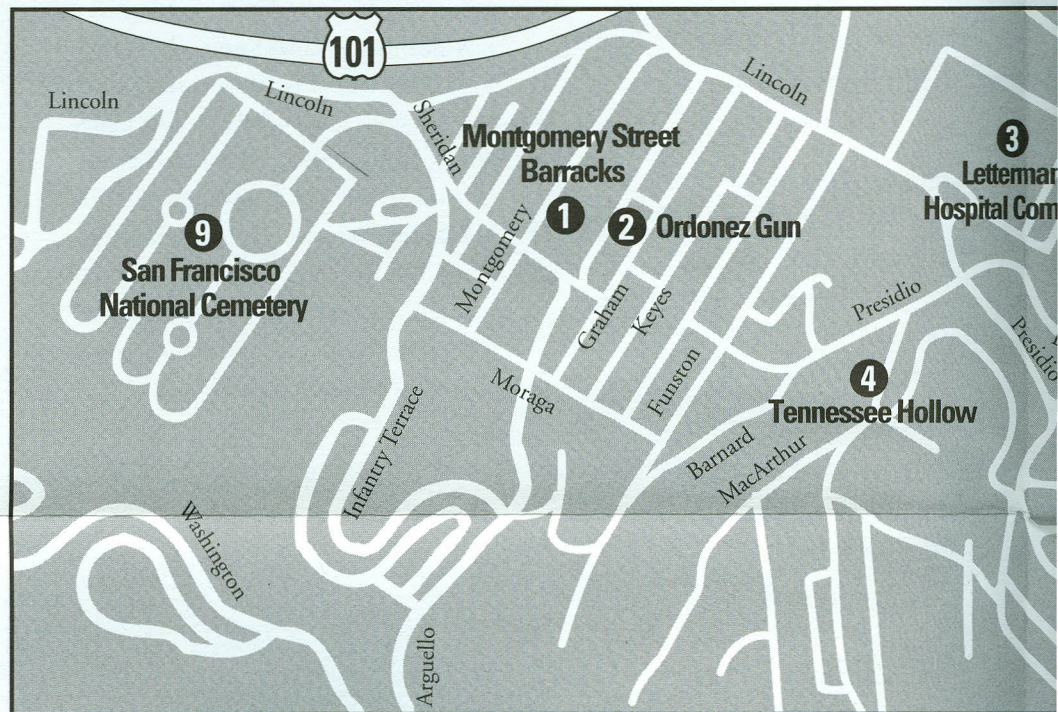 101
Lincoln
Lincoln
Lincoln
Sheridan
Montgomery Street
Barracks
1
2 Ordonez Gun
3
Letterman
Hospital Com
9
San Francisco
National Cemetery
Montgomery
Graham
Keyes
Presidio
Presidio
Moraga
Funston
4
Tennessee Hollow
Infantry Terrace
Barnard
MacArthur
Washington
Arguello